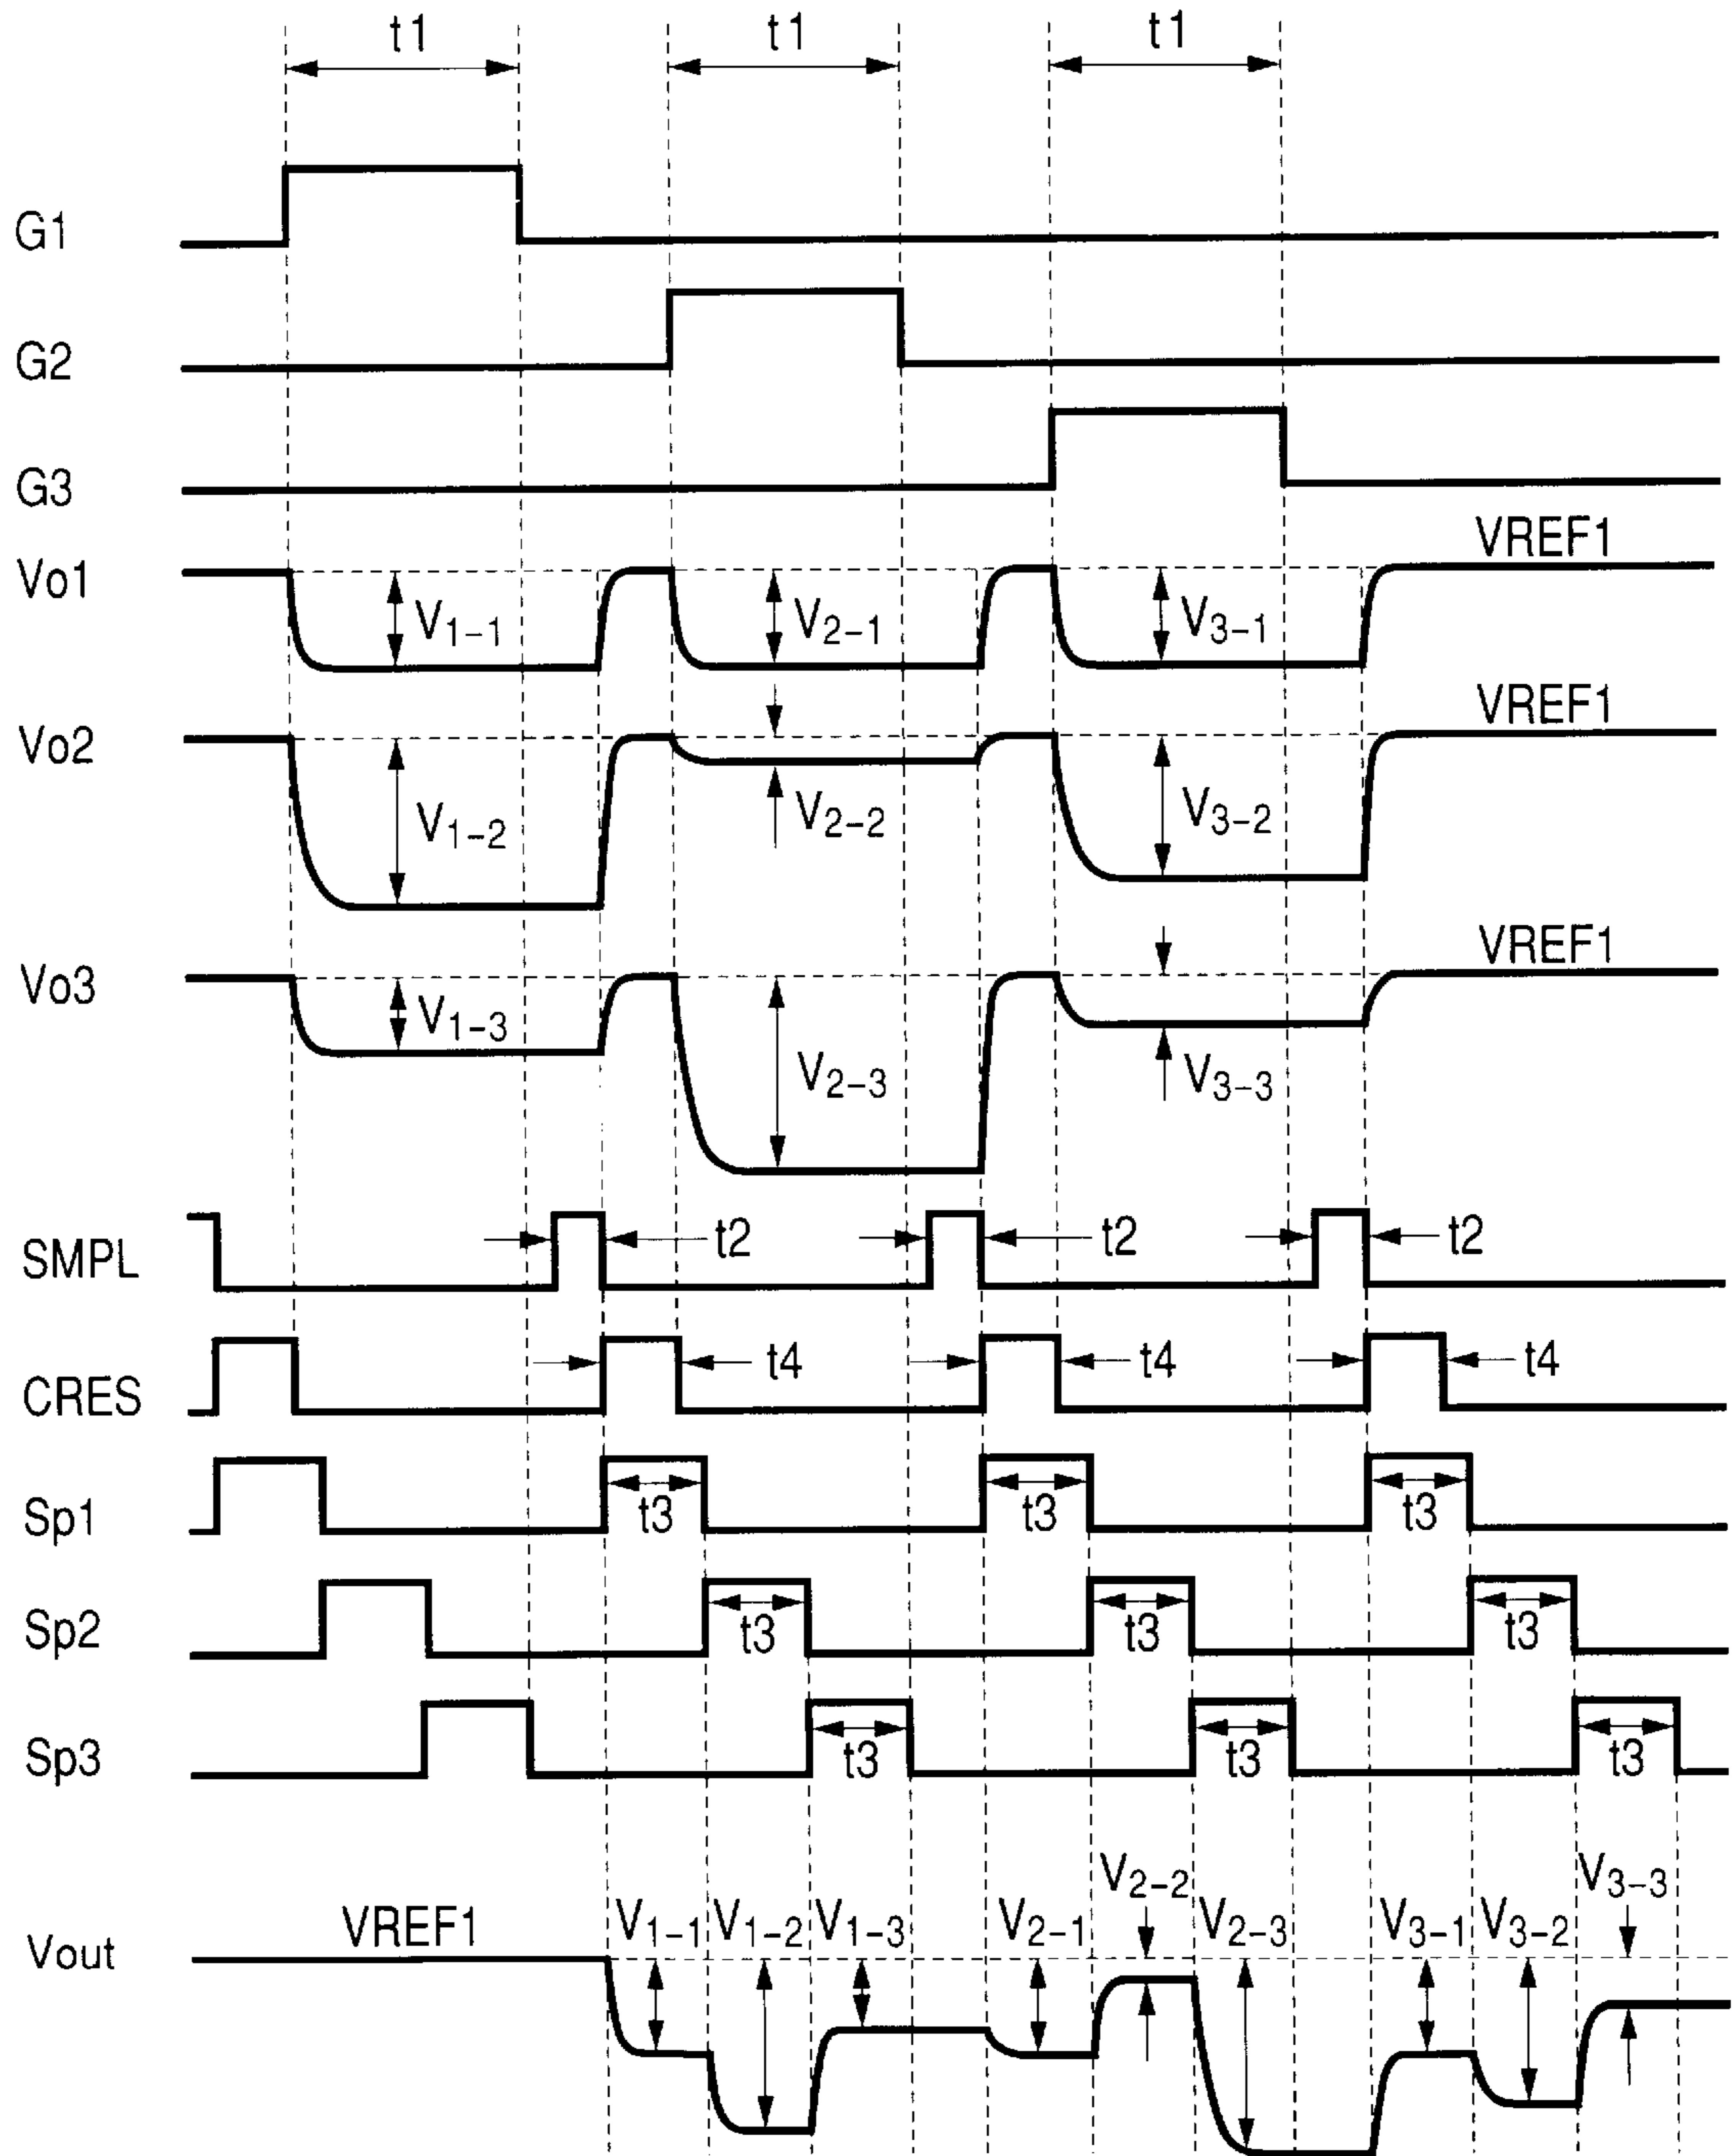 t1 t1 t1
G1
G2
G3
VREF1
Vo1
V1-1 V2-1 V3-1
VREF1
Vo2
V1-2 V2-2 V3-2
VREF1
Vo3
V1-3 V2-3 V3-3
SMPL t2 t2 t2
CRES t4 t4 t4
Sp1 t3 t3 t3
Sp2 t3 t3 t3
Sp3 t3 t3 t3
V2-2 V3-3
VREF1 V1-1 V1-2 V1-3 V2-1 V2-3 V3-1 V3-2
Vout